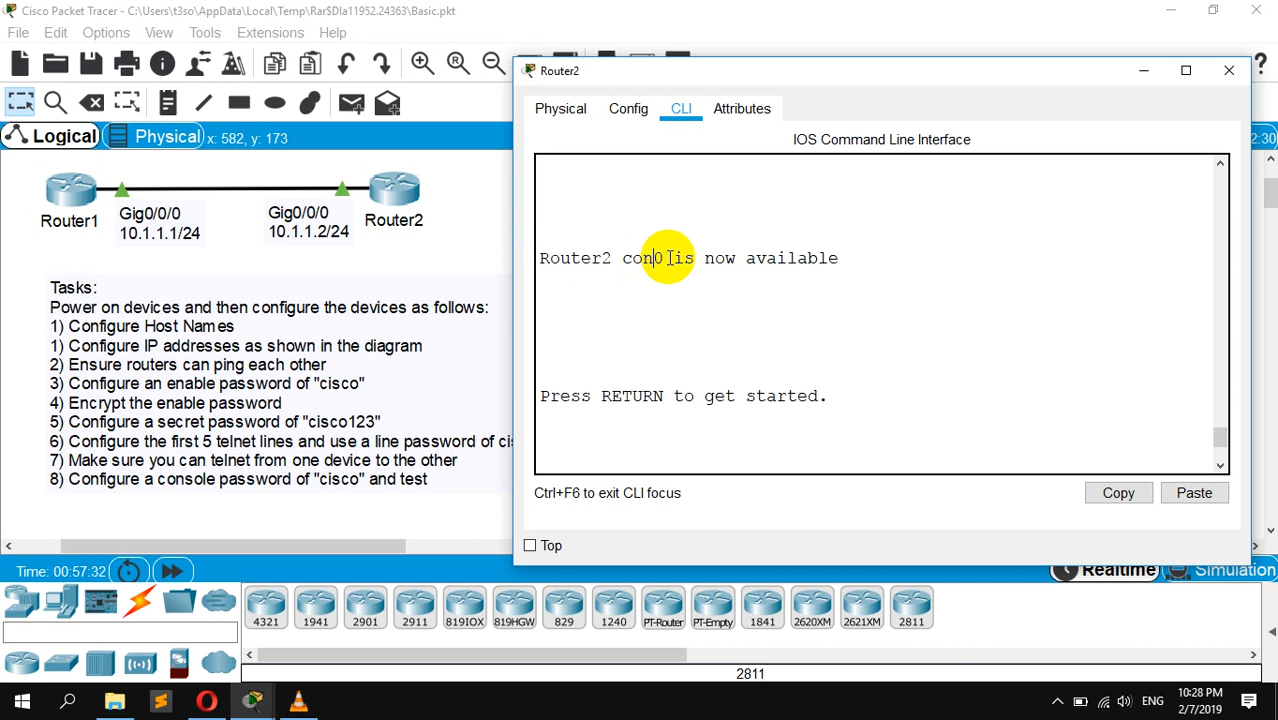 Cisco Packet Tracer - C:\Users\t3so\AppData\Local\Temp\Rar$DIa11952.24363\Basic.pkt
File Edit Options View Tools Extensions Help
Logical Physical x: 582, y: 173
2:30
Router1
Gig0/0/0
10.1.1.1/24
Gig0/0/0
10.1.1.2/24
Router2
Tasks:
Power on devices and then configure the devices as follows:
1) Configure Host Names
1) Configure IP addresses as shown in the diagram
2) Ensure routers can ping each other
3) Configure an enable password of "cisco"
4) Encrypt the enable password
5) Configure a secret password of "cisco123"
6) Configure the first 5 telnet lines and use a line password of ci
7) Make sure you can telnet from one device to the other
8) Configure a console password of "cisco" and test
Router2
Physical Config CLI Attributes
IOS Command Line Interface
Router2 con0 is now available
Press RETURN to get started.
Ctrl+F6 to exit CLI focus
Copy Paste
Top
Time: 00:57:32
Realtime Simulation
4321 1941 2901 2911 819IOX 819HGW 829 1240 PT-Router PT-Empty 1841 2620XM 2621XM 2811
2811
ENG
10:28 PM
2/7/2019